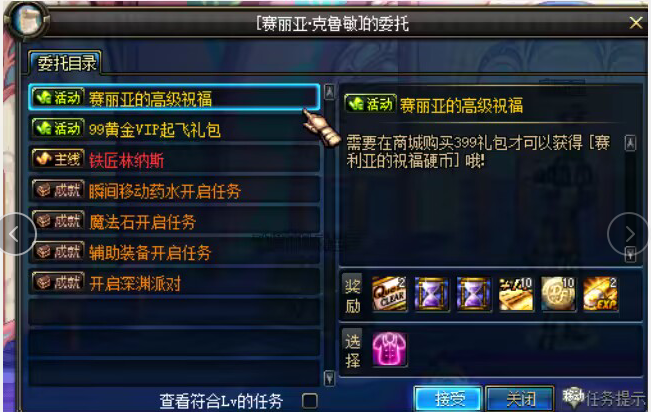 [赛丽亚·克鲁敏]的委托
委托目录
活动 赛丽亚的高级祝福
活动 99黄金VIP起飞礼包
主线 铁匠林纳斯
成就 瞬间移动药水开启任务
成就 魔法石开启任务
成就 辅助装备开启任务
成就 开启深渊派对
查看符合Lv的任务
活动 赛丽亚的高级祝福
需要在商城购买399礼包才可以获得 [赛
利亚的祝福硬币] 哦!
奖励
Quest CLEAR 2
10
10
EXP 2
选择
接受
关闭
移动 任务提示